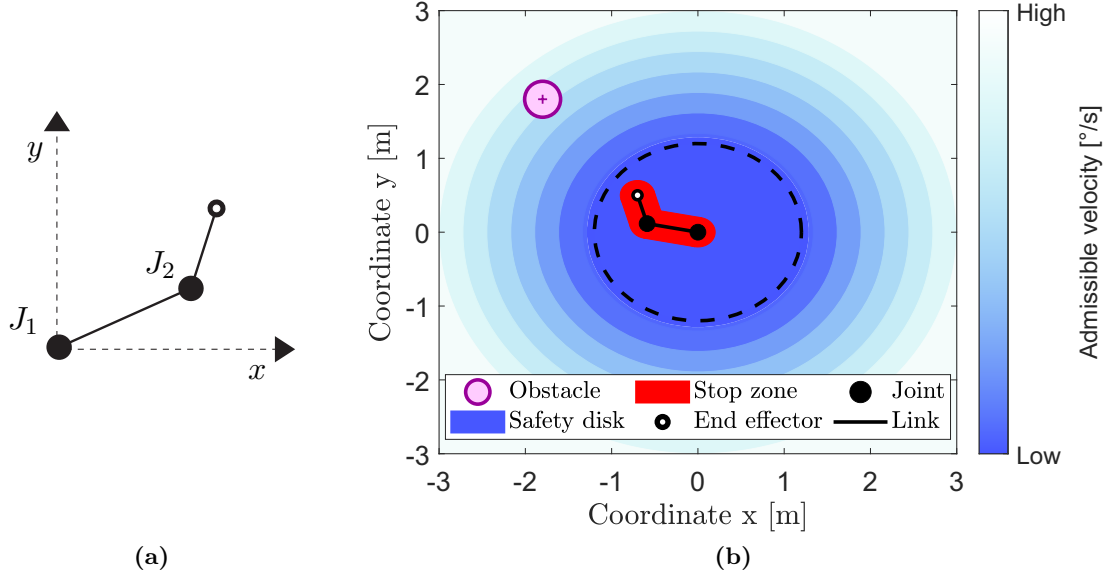 y
J2
J1
x
(a)
3
2
1
0
-1
-2
-3
Coordinate y [m]
Obstacle
Stop zone
Joint
Safety disk
End effector
Link
-3 -2 -1 0 1 2 3
Coordinate x [m]
High
Low
Admissible velocity [°/s]
(b)